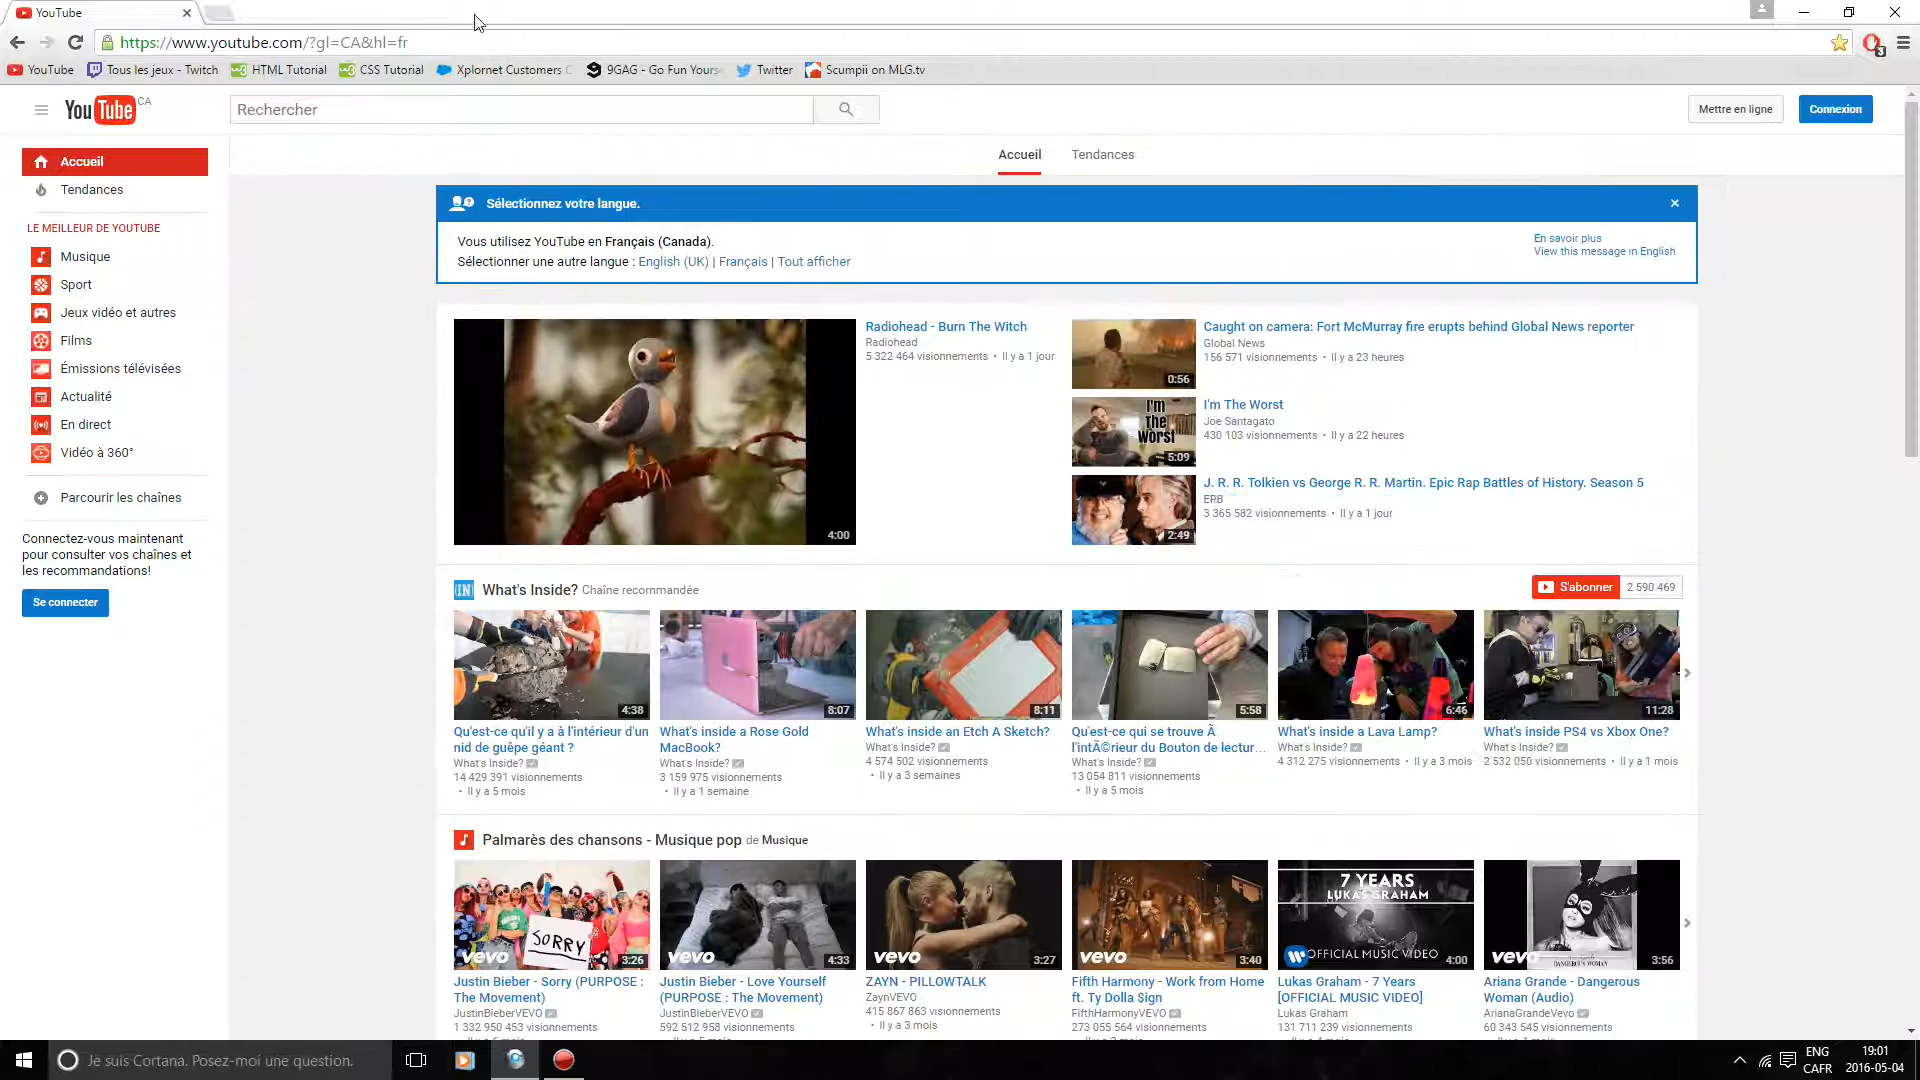 YouTube
https://www.youtube.com/?gl=CA&hl=fr
3
YouTube
Tous les jeux - Twitch
HTML Tutorial
CSS Tutorial
Xplornet Customers
9GAG - Go Fun Yours
Twitter
Scumpii on MLG.tv
YouTube CA
Rechercher
Mettre en ligne
Connexion
Accueil
Tendances
Accueil
Tendances
LE MEILLEUR DE YOUTUBE
Musique
Sport
Jeux vidéo et autres
Films
Émissions télévisées
Actualité
En direct
Vidéo à 360°
Parcourir les chaînes
Connectez-vous maintenant
pour consulter vos chaînes et
les recommandations!
Se connecter
Sélectionnez votre langue.
Vous utilisez YouTube en Français (Canada).
Sélectionner une autre langue : English (UK) | Français | Tout afficher
En savoir plus
View this message in English
4:00
Radiohead - Burn The Witch
Radiohead
5 322 464 visionnements • Il y a 1 jour
0:56
Caught on camera: Fort McMurray fire erupts behind Global News reporter
Global News
156 571 visionnements • Il y a 23 heures
I'm
The
Worst
5:09
I'm The Worst
Joe Santagato
430 103 visionnements • Il y a 22 heures
2:49
J. R. R. Tolkien vs George R. R. Martin. Epic Rap Battles of History. Season 5
ERB
3 365 582 visionnements • Il y a 1 jour
What's Inside? Chaîne recommandée
S'abonner 2 590 469
4:38
Qu'est-ce qu'il y a à l'intérieur d'un
nid de guêpe géant ?
What's Inside?
14 429 391 visionnements
• Il y a 5 mois
8:07
What's inside a Rose Gold
MacBook?
What's Inside?
3 159 975 visionnements
• Il y a 1 semaine
8:11
What's inside an Etch A Sketch?
What's Inside?
4 574 502 visionnements
• Il y a 3 semaines
5:58
Qu'est-ce qui se trouve Ã
l'intÃ©rieur du Bouton de lectur...
What's Inside?
13 054 811 visionnements
• Il y a 5 mois
6:46
What's inside a Lava Lamp?
What's Inside?
4 312 275 visionnements • Il y a 3 mois
11:28
What's inside PS4 vs Xbox One?
What's Inside?
2 532 050 visionnements • Il y a 1 mois
Palmarès des chansons - Musique pop de Musique
SORRY
vevo
3:26
Justin Bieber - Sorry (PURPOSE :
The Movement)
JustinBieberVEVO
1 332 950 453 visionnements
vevo
4:33
Justin Bieber - Love Yourself
(PURPOSE : The Movement)
JustinBieberVEVO
592 512 958 visionnements
vevo
3:27
ZAYN - PILLOWTALK
ZaynVEVO
415 867 863 visionnements
• Il y a 3 mois
vevo
3:40
Fifth Harmony - Work from Home
ft. Ty Dolla $ign
FifthHarmonyVEVO
273 055 564 visionnements
7 YEARS
LUKAS GRAHAM
OFFICIAL MUSIC VIDEO
4:00
Lukas Graham - 7 Years
[OFFICIAL MUSIC VIDEO]
Lukas Graham
131 711 239 visionnements
DANGEROUS WOMAN
vevo
3:56
Ariana Grande - Dangerous
Woman (Audio)
ArianaGrandeVevo
60 343 545 visionnements
Je suis Cortana. Posez-moi une question.
ENG
CAFR
19:01
2016-05-04